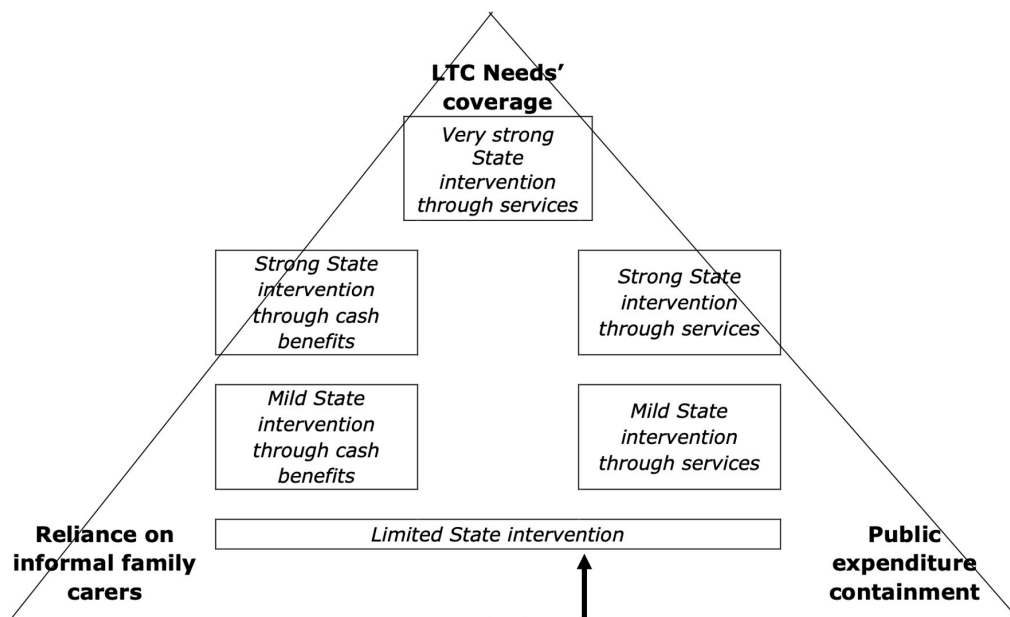 LTC Needs’
coverage
Very strong
State
intervention
through services
Strong State
intervention
through cash
benefits
Strong State
intervention
through services
Mild State
intervention
through cash
benefits
Mild State
intervention
through services
Limited State intervention
Reliance on
informal family
carers
Public
expenditure
containment